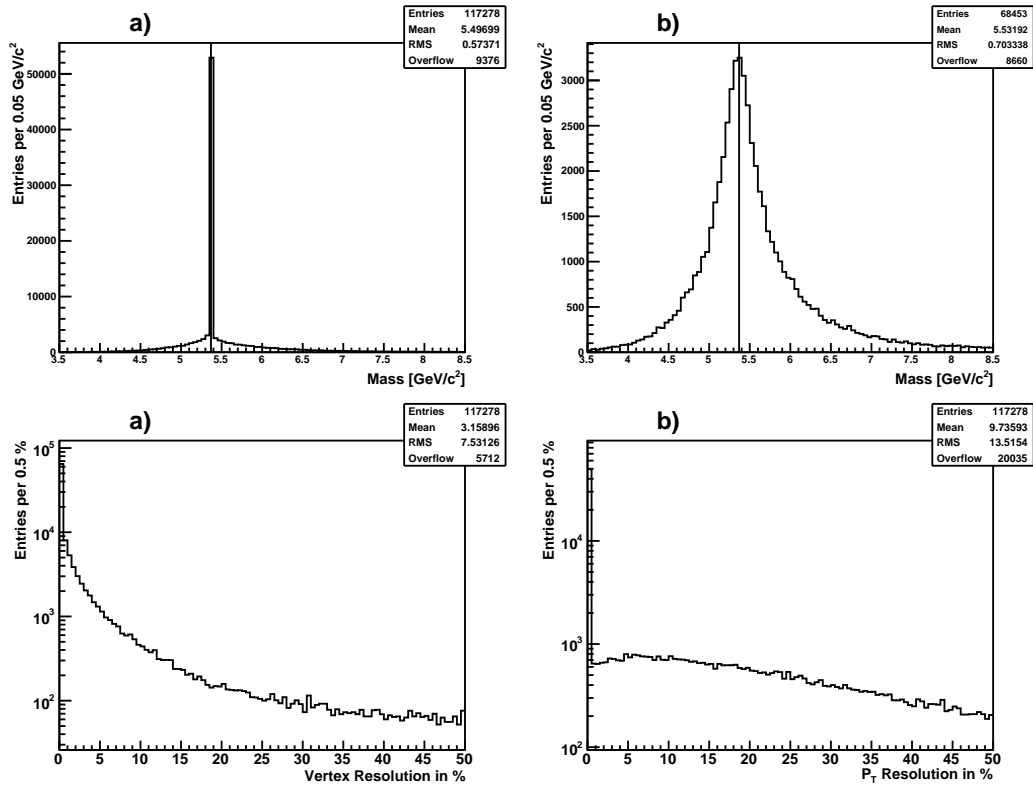 a)
Entries 117278
Mean 5.49699
RMS 0.57371
Overflow 9376
Entries per 0.05 GeV/c²
50000
40000
30000
20000
10000
0
3.5 4 4.5 5 5.5 6 6.5 7 7.5 8 8.5
Mass [GeV/c²]
b)
Entries 68453
Mean 5.53192
RMS 0.703338
Overflow 8660
Entries per 0.05 GeV/c²
3000
2500
2000
1500
1000
500
0
3.5 4 4.5 5 5.5 6 6.5 7 7.5 8 8.5
Mass [GeV/c²]
a)
Entries 117278
Mean 3.15896
RMS 7.53126
Overflow 5712
Entries per 0.5 %
10⁵
10⁴
10³
10²
0 5 10 15 20 25 30 35 40 45 50
Vertex Resolution in %
b)
Entries 117278
Mean 9.73593
RMS 13.5154
Overflow 20035
Entries per 0.5 %
10⁴
10³
10²
0 5 10 15 20 25 30 35 40 45 50
P_T Resolution in %